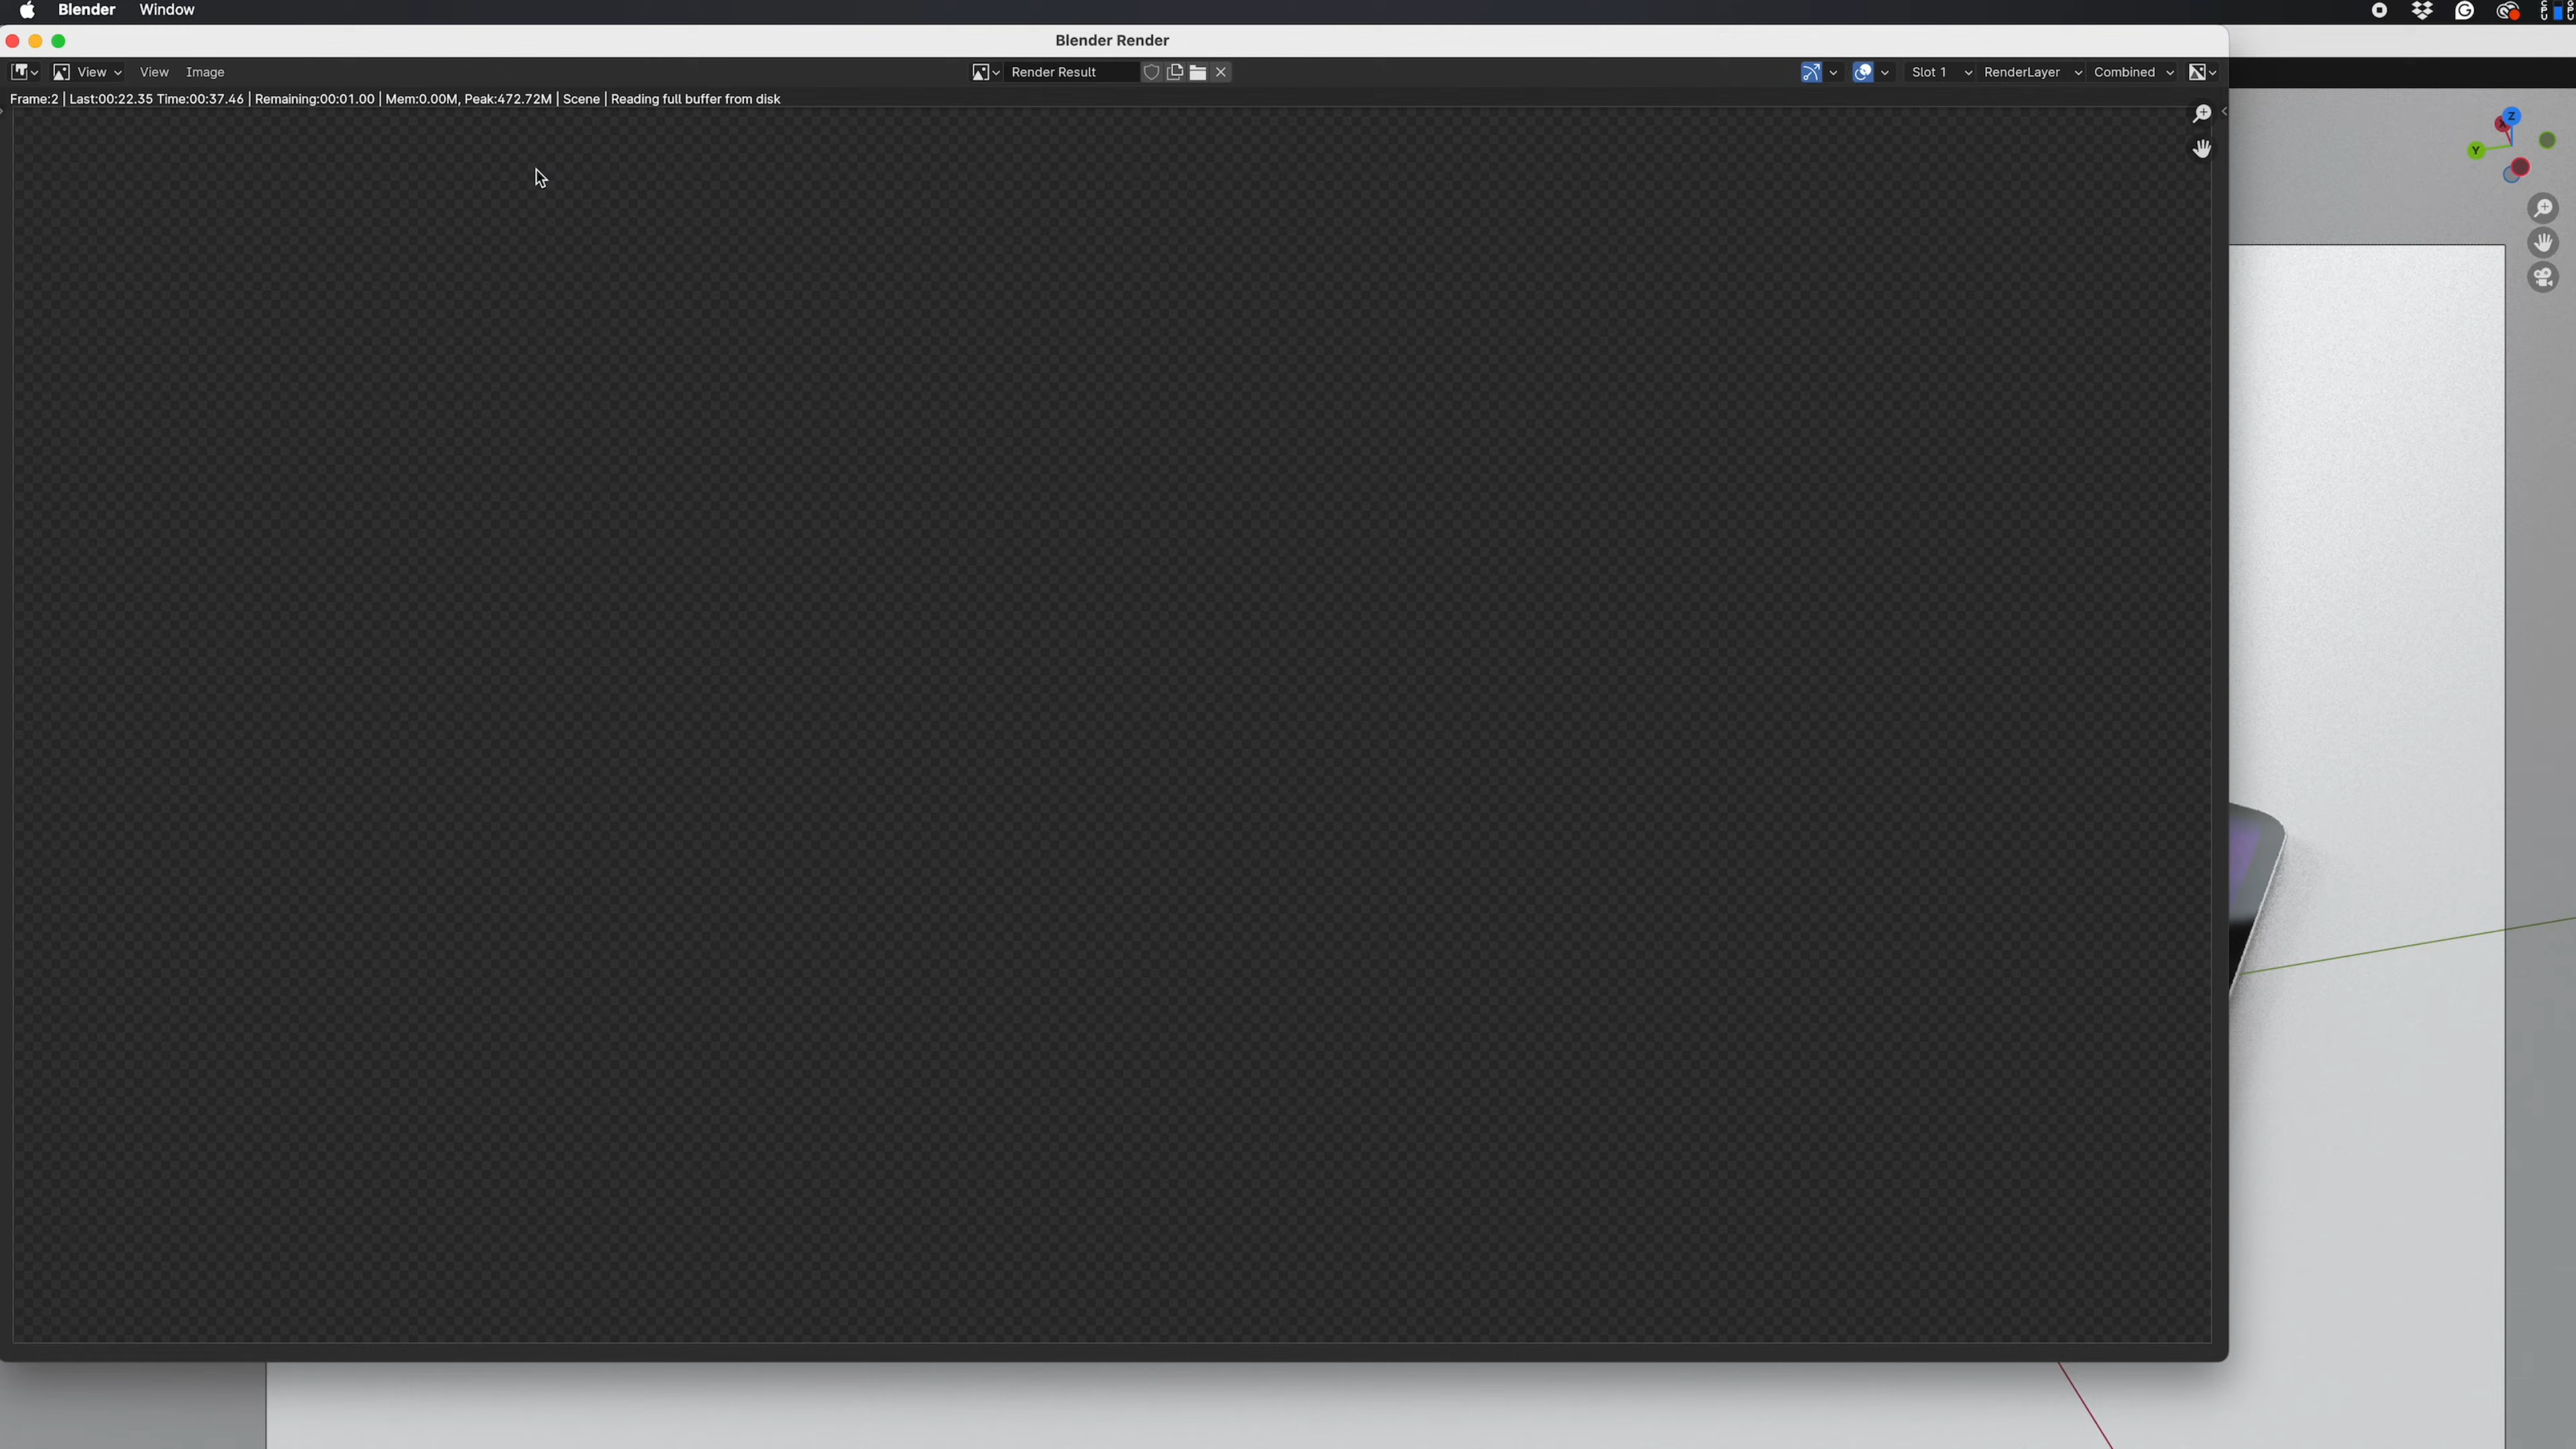 Blender Window
Blender Render
View View Image Render Result Slot 1 RenderLayer Combined
Frame:2 | Last:00:22.35 Time:00:37.46 | Remaining:00:01.00 | Mem:0.00M, Peak:472.72M | Scene | Reading full buffer from disk
Z
X
Y